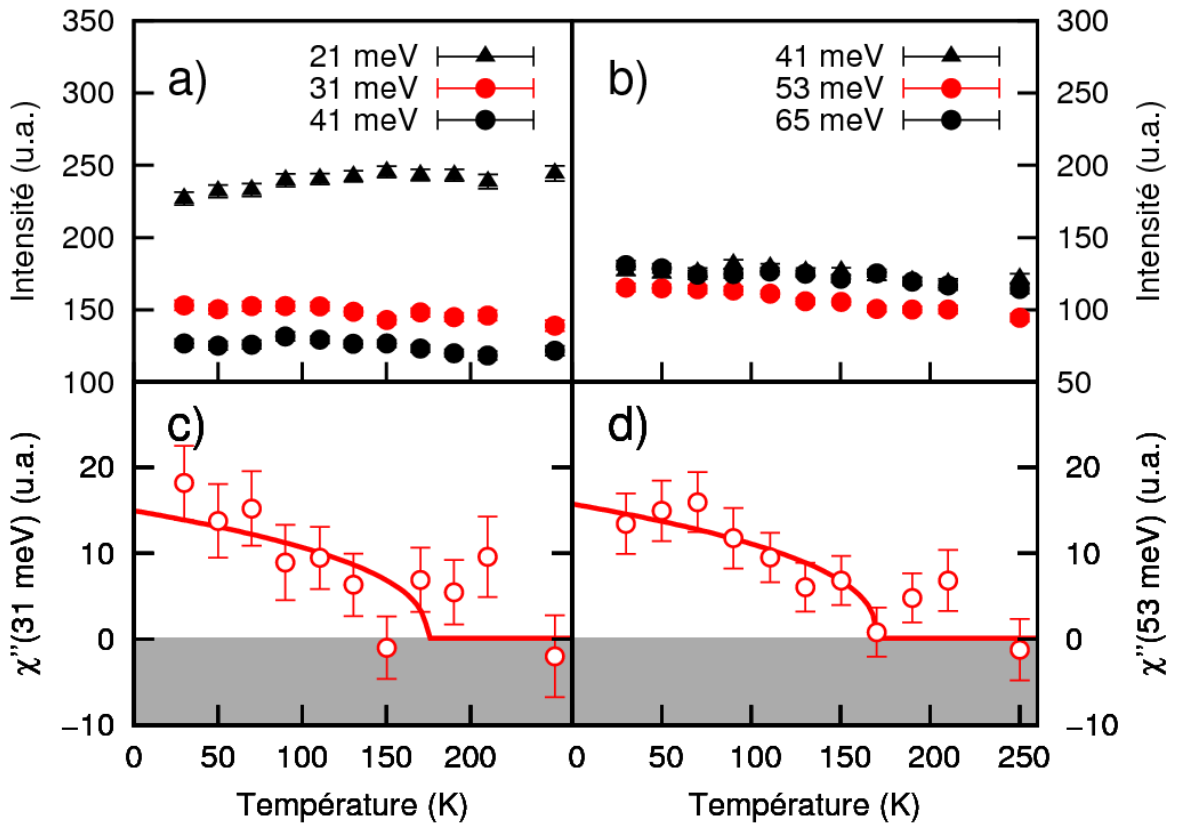 350
300
250
200
150
100
Intensité (u.a.)
a)
21 meV
31 meV
41 meV
b)
41 meV
53 meV
65 meV
300
250
200
150
100
50
Intensité (u.a.)
c)
20
10
0
−10
χ''(31 meV) (u.a.)
d)
20
10
0
−10
χ''(53 meV) (u.a.)
0 50 100 150 200
0 50 100 150 200 250
Température (K)
Température (K)